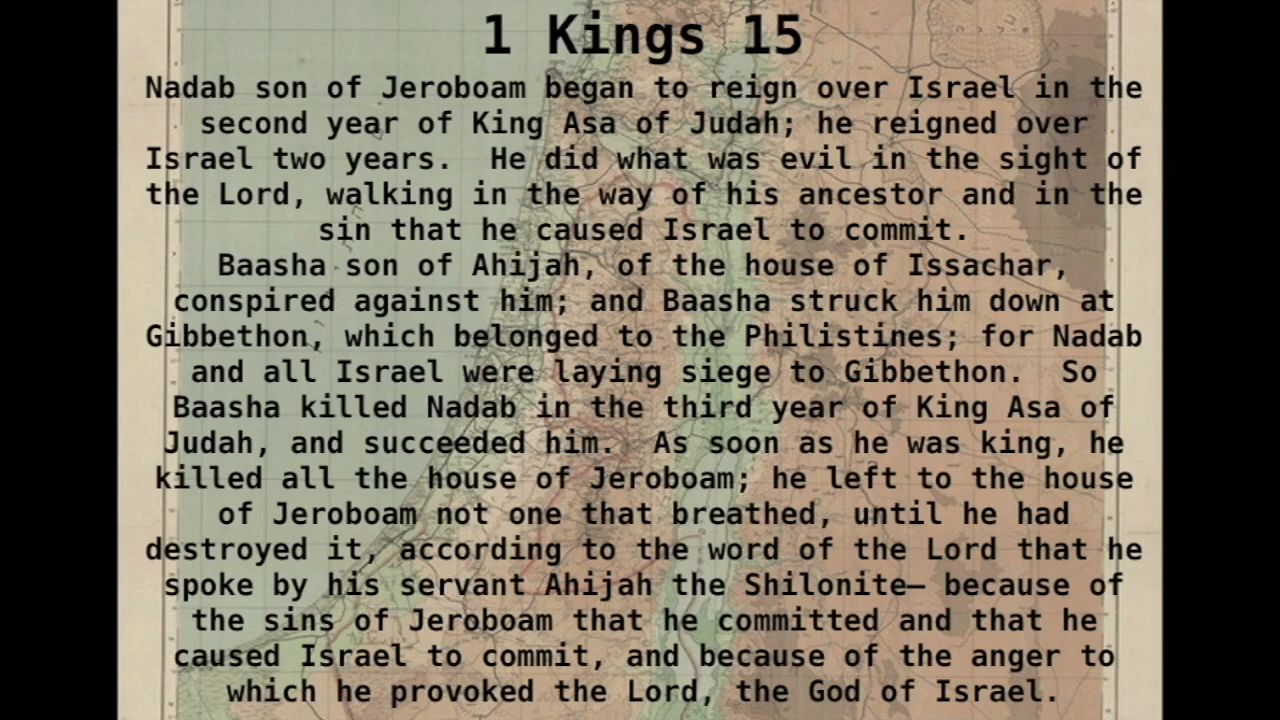 1 Kings 15
Nadab son of Jeroboam began to reign over Israel in the
second year of King Asa of Judah; he reigned over
Israel two years.  He did what was evil in the sight of
the Lord, walking in the way of his ancestor and in the
sin that he caused Israel to commit.
Baasha son of Ahijah, of the house of Issachar,
conspired against him; and Baasha struck him down at
Gibbethon, which belonged to the Philistines; for Nadab
and all Israel were laying siege to Gibbethon.  So
Baasha killed Nadab in the third year of King Asa of
Judah, and succeeded him.  As soon as he was king, he
killed all the house of Jeroboam; he left to the house
of Jeroboam not one that breathed, until he had
destroyed it, according to the word of the Lord that he
spoke by his servant Ahijah the Shilonite— because of
the sins of Jeroboam that he committed and that he
caused Israel to commit, and because of the anger to
which he provoked the Lord, the God of Israel.